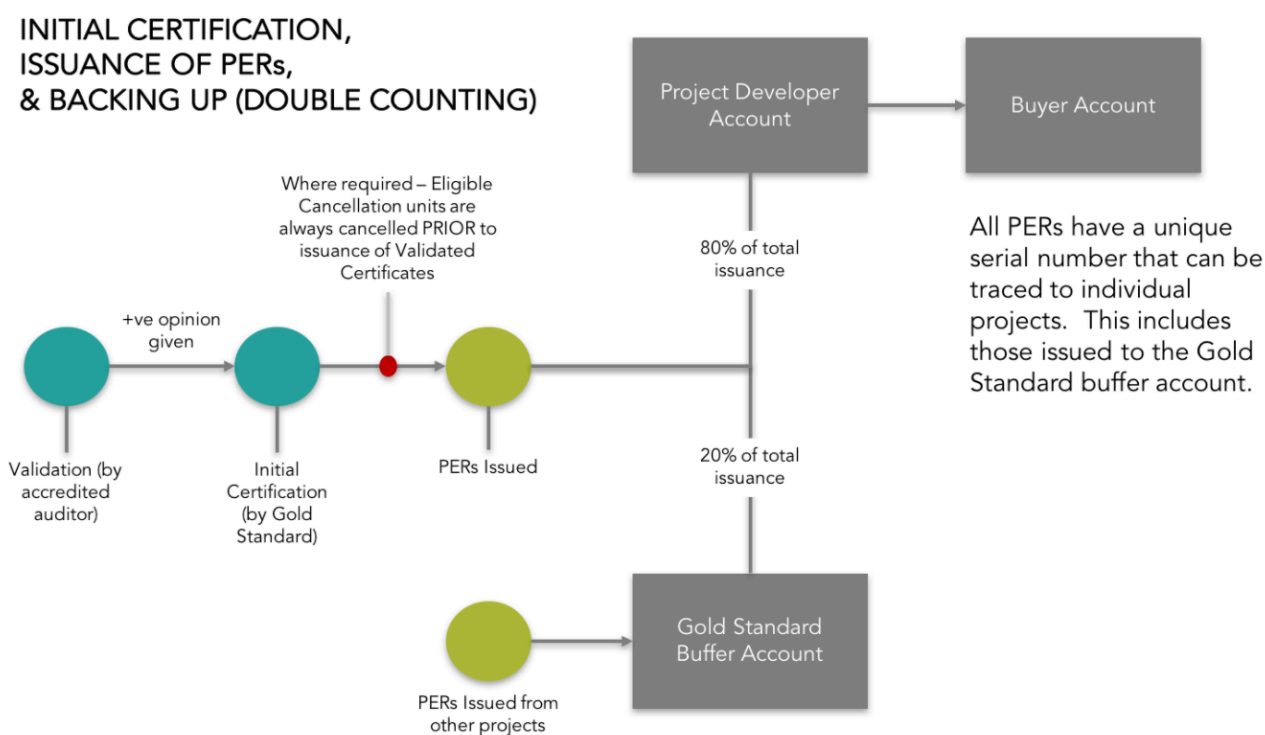 INITIAL CERTIFICATION,
ISSUANCE OF PERs,
& BACKING UP (DOUBLE COUNTING)
Project Developer
Account
Buyer Account
Where required – Eligible
Cancellation units are
always cancelled PRIOR to
issuance of Validated
Certificates
80% of total
issuance
All PERs have a unique
serial number that can be
traced to individual
projects.  This includes
those issued to the Gold
Standard buffer account.
+ve opinion
given
Validation (by
accredited
auditor)
Initial
Certification
(by Gold
Standard)
PERs Issued
20% of total
issuance
Gold Standard
Buffer Account
PERs Issued from
other projects